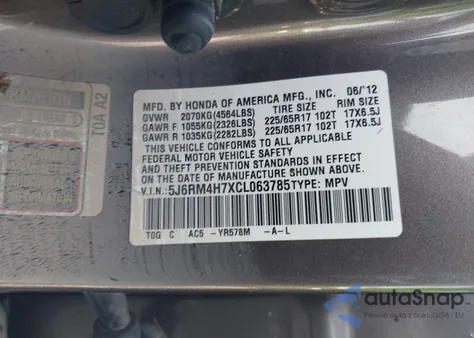 MFD. BY HONDA OF AMERICA MFG., INC. 06/'12
GVWR 2070KG(4564LBS) TIRE SIZE RIM SIZE
GAWR F 1055KG(2326LBS) 225/65R17 102T 17X6.5J
GAWR R 1035KG(2282LBS) 225/65R17 102T 17X6.5J
THIS VEHICLE CONFORMS TO ALL APPLICABLE
FEDERAL MOTOR VEHICLE SAFETY, BUMPER,
AND THEFT PREVENTION STANDARDS IN EFFECT
ON THE DATE OF MANUFACTURE SHOWN ABOVE.
V.I.N.: 5J6RM4H7XCL063785 TYPE: MPV
T0G C AC5 -YR578M -A-L
T0A A2
autoSnap